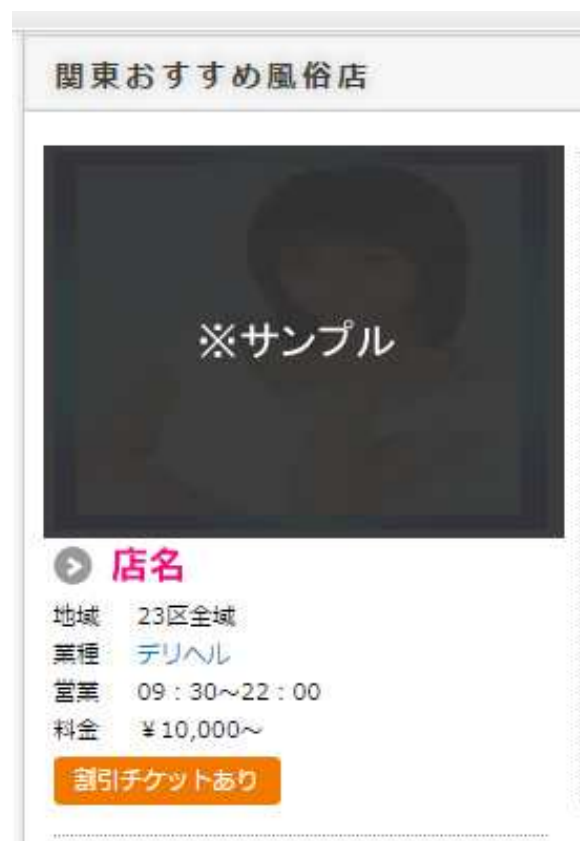 関東おすすめ風俗店
※サンプル
店名
地域 23区全域
業種 デリヘル
営業 09：30～22：00
料金 ￥10,000～
割引チケットあり